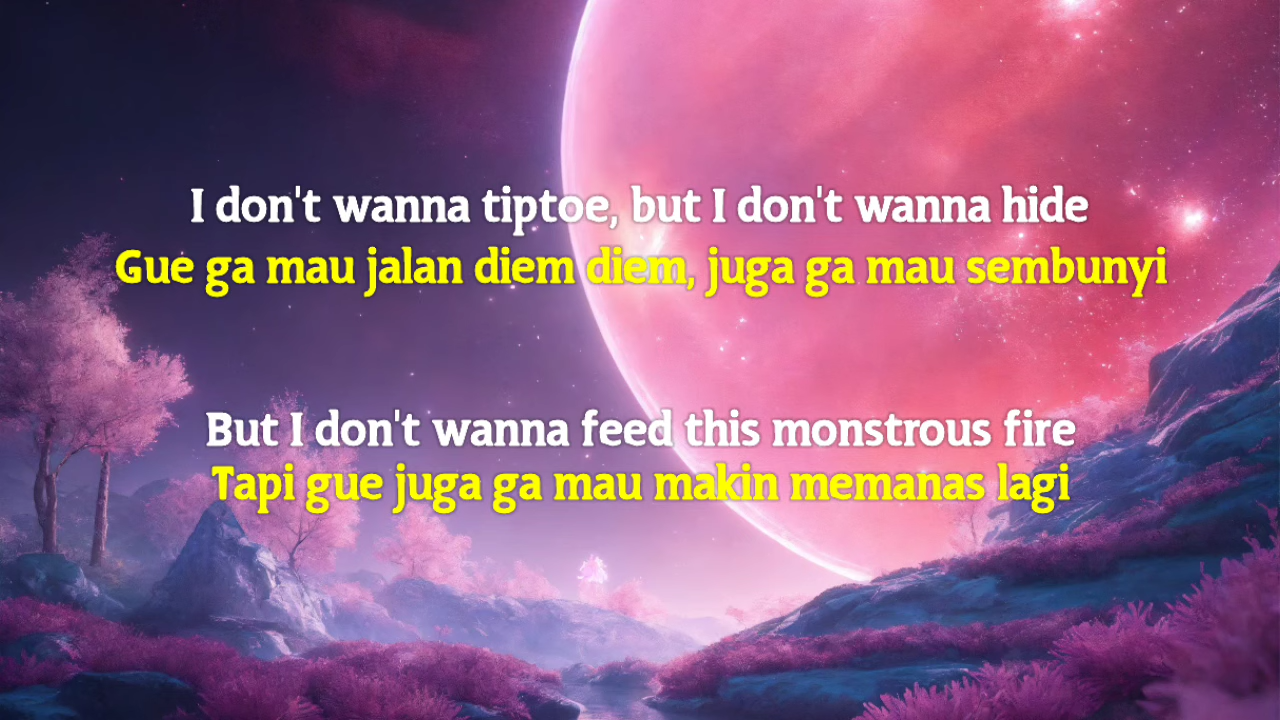 I don't wanna tiptoe, but I don't wanna hide
Gue ga mau jalan diem diem, juga ga mau sembunyi
But I don't wanna feed this monstrous fire
Tapi gue juga ga mau makin memanas lagi